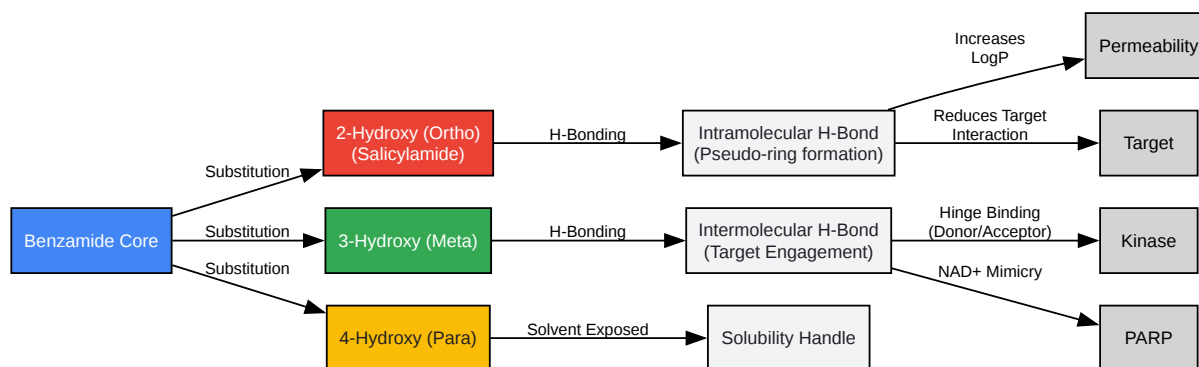 Benzamide Core
Substitution
Substitution
Substitution
2-Hydroxy (Ortho)
(Salicylamide)
3-Hydroxy (Meta)
4-Hydroxy (Para)
H-Bonding
H-Bonding
Solvent Exposed
Intramolecular H-Bond
(Pseudo-ring formation)
Intermolecular H-Bond
(Target Engagement)
Solubility Handle
Increases
LogP
Reduces Target
Interaction
Hinge Binding
(Donor/Acceptor)
NAD+ Mimicry
Permeability
Target
Kinase
PARP